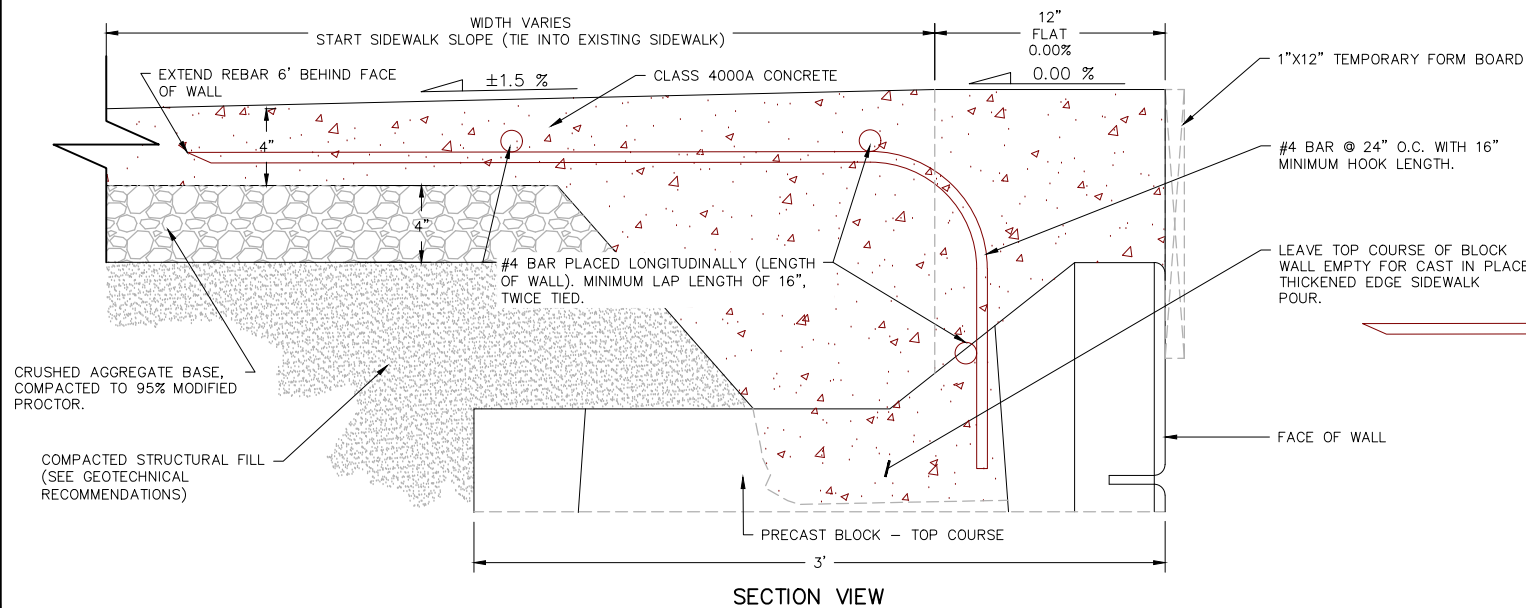 WIDTH VARIES
START SIDEWALK SLOPE (TIE INTO EXISTING SIDEWALK)
12"
FLAT
0.00%
EXTEND REBAR 6' BEHIND FACE
OF WALL
±1.5 %
CLASS 4000A CONCRETE
0.00 %
1"X12" TEMPORARY FORM BOARD
4"
#4 BAR @ 24" O.C. WITH 16"
MINIMUM HOOK LENGTH.
4"
#4 BAR PLACED LONGITUDINALLY (LENGTH
OF WALL). MINIMUM LAP LENGTH OF 16",
TWICE TIED.
LEAVE TOP COURSE OF BLOCK
WALL EMPTY FOR CAST IN PLACE
THICKENED EDGE SIDEWALK
POUR.
CRUSHED AGGREGATE BASE,
COMPACTED TO 95% MODIFIED
PROCTOR.
COMPACTED STRUCTURAL FILL
(SEE GEOTECHNICAL
RECOMMENDATIONS)
FACE OF WALL
PRECAST BLOCK – TOP COURSE
3'
SECTION VIEW